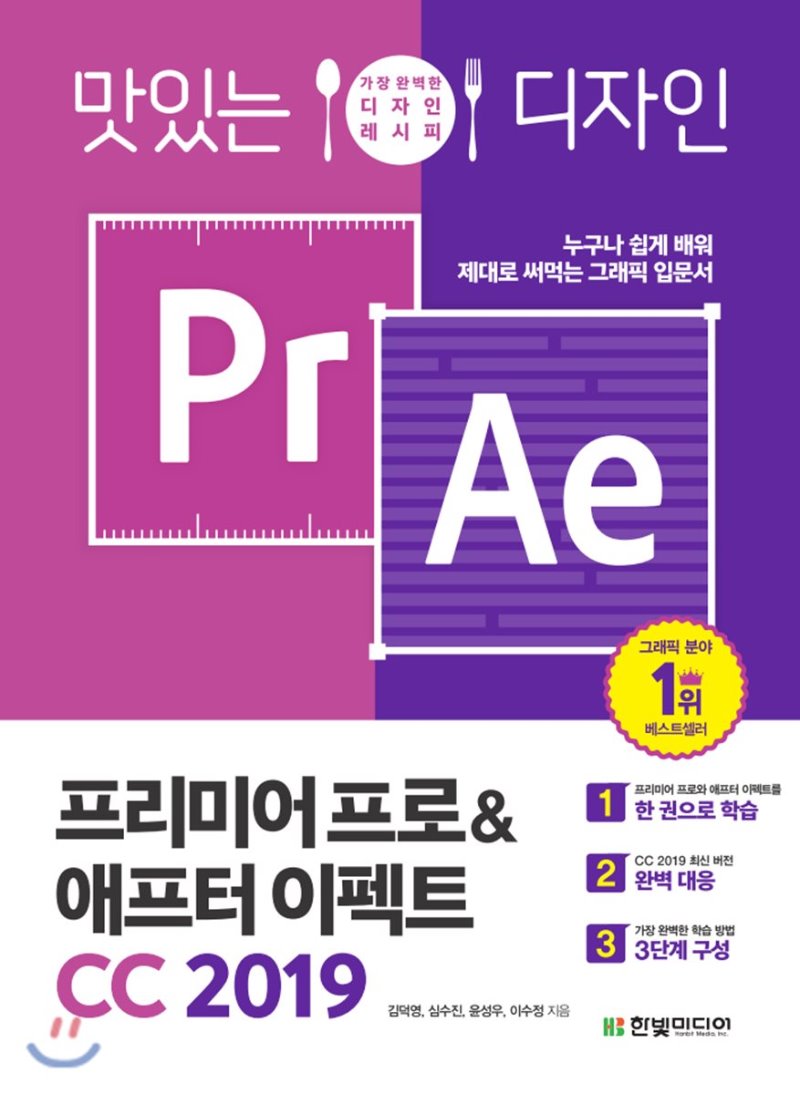 맛있는
가장 완벽한
디자인
레시피
디자인
누구나 쉽게 배워
제대로 써먹는 그래픽 입문서
Pr
Ae
그래픽 분야
1위
베스트셀러
프리미어 프로&
애프터 이펙트
CC 2019
김덕영, 심수진, 윤성우, 이수정 지음
1
프리미어 프로와 애프터 이펙트를
한 권으로 학습
2
CC 2019 최신 버전
완벽 대응
3
가장 완벽한 학습 방법
3단계 구성
HB 한빛미디어
Hanbit Media, Inc.